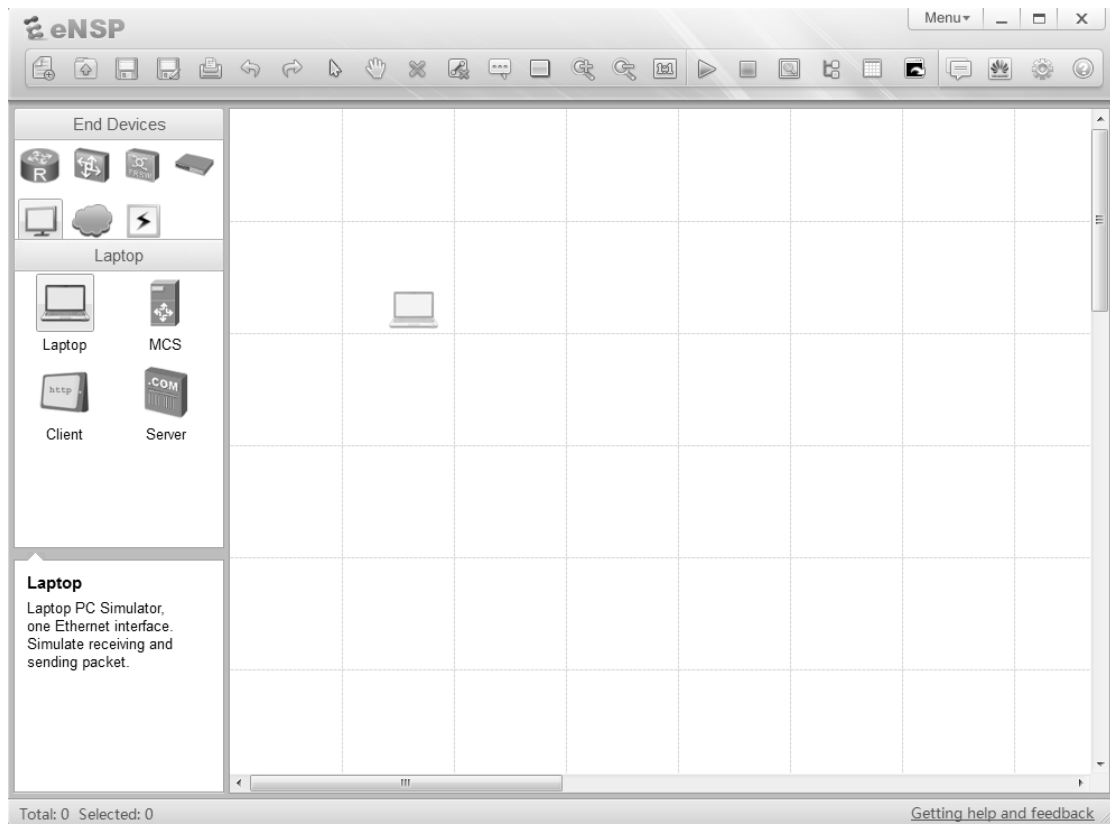 eNSP
Menu
End Devices
R
FRSW
Laptop
Laptop
MCS
http
.COM
Client
Server
Laptop
Laptop PC Simulator,
one Ethernet interface.
Simulate receiving and
sending packet.
Total: 0 Selected: 0
Getting help and feedback